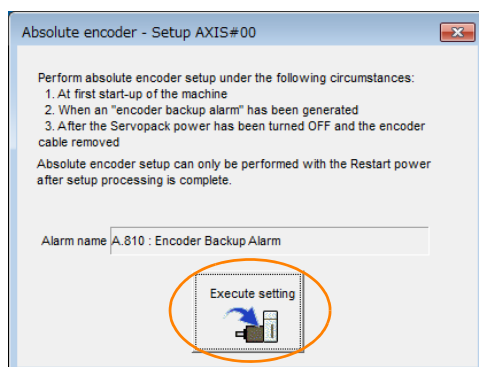 Absolute encoder - Setup AXIS#00
Perform absolute encoder setup under the following circumstances:
1. At first start-up of the machine
2. When an "encoder backup alarm" has been generated
3. After the Servopack power has been turned OFF and the encoder
cable removed
Absolute encoder setup can only be performed with the Restart power
after setup processing is complete.
Alarm name A.810 : Encoder Backup Alarm
Execute setting